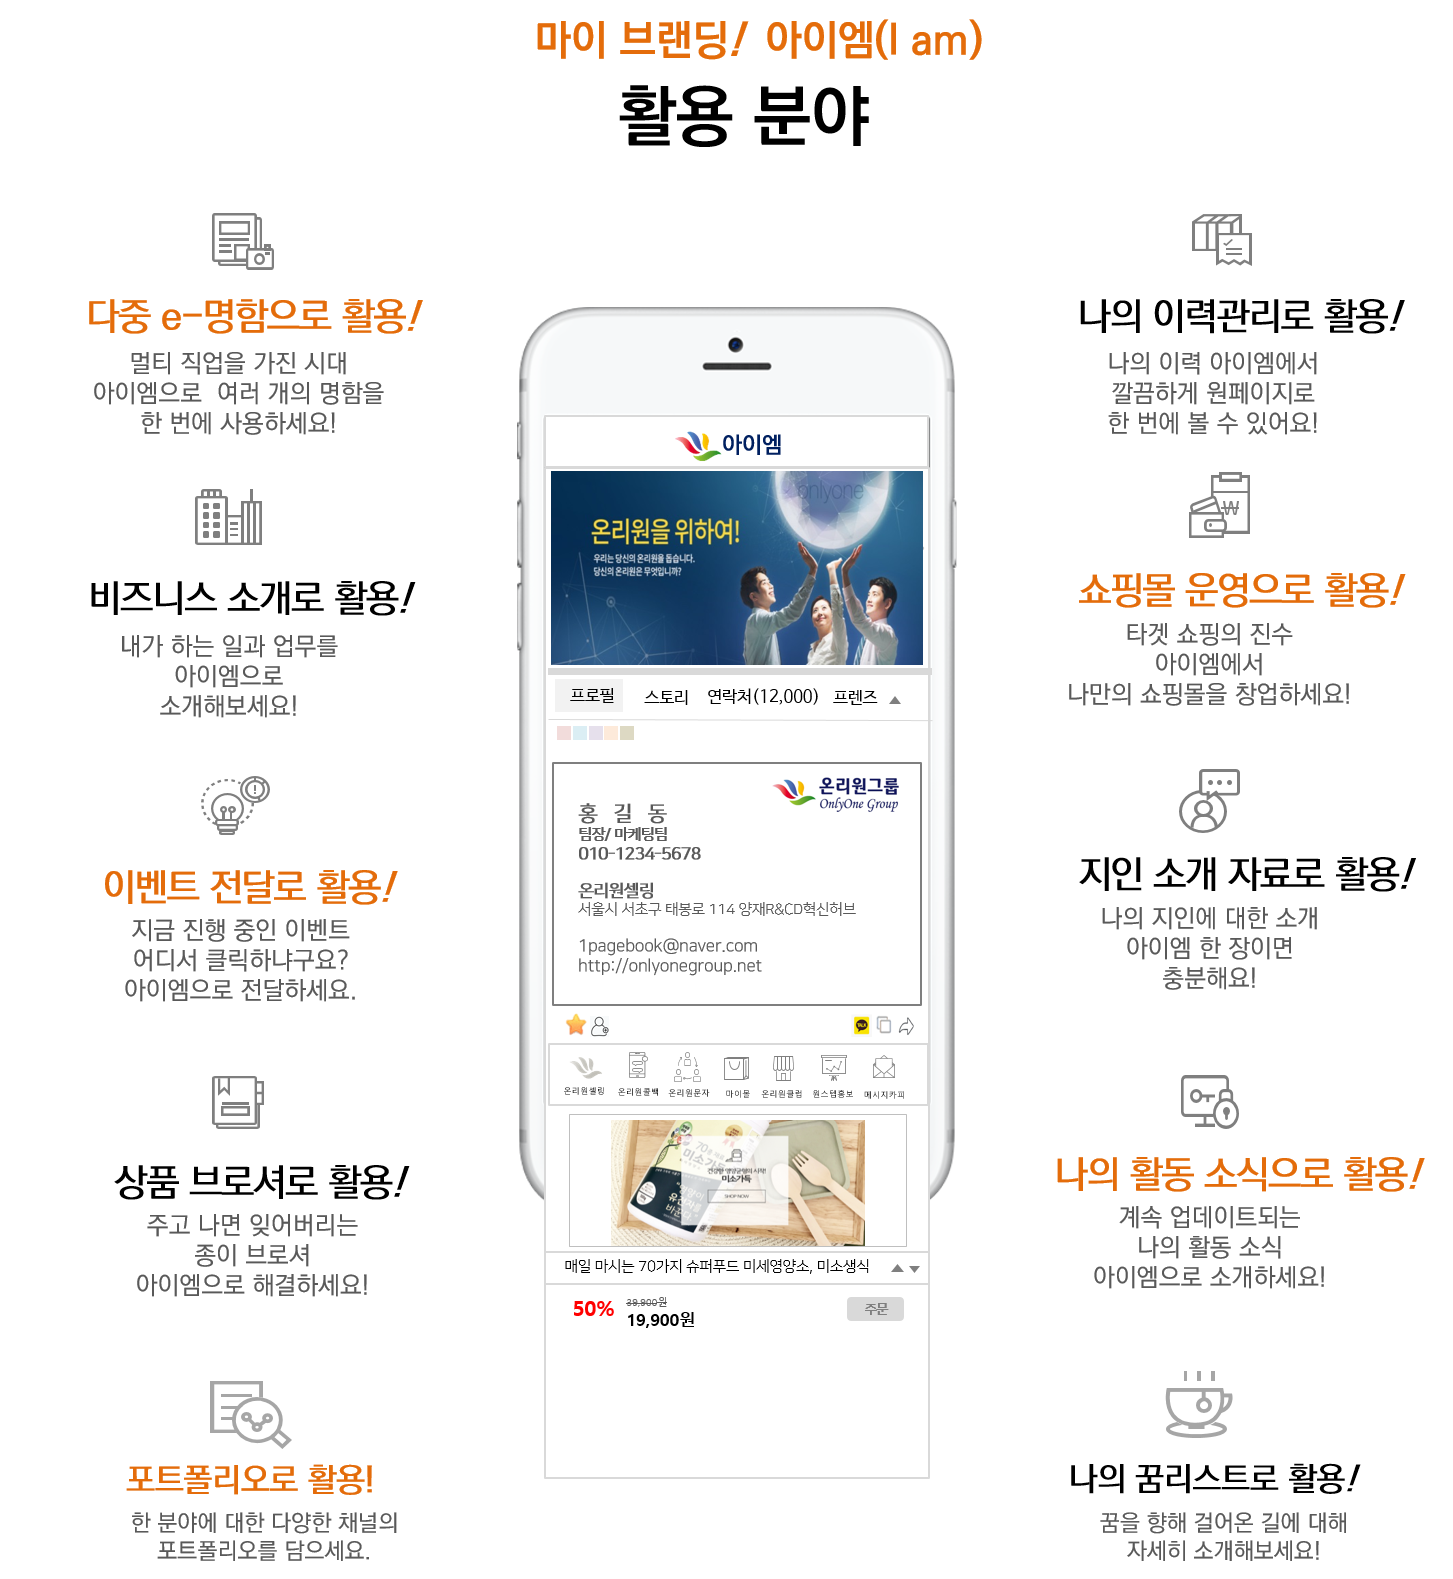 마이 브랜딩! 아이엠(I am)
활용 분야
다중 e-명함으로 활용!
멀티 직업을 가진 시대
아이엠으로 여러 개의 명함을
한 번에 사용하세요!
비즈니스 소개로 활용!
내가 하는 일과 업무를
아이엠으로
소개해보세요!
이벤트 전달로 활용!
지금 진행 중인 이벤트
어디서 클릭하냐구요?
아이엠으로 전달하세요.
상품 브로셔로 활용!
주고 나면 잊어버리는
종이 브로셔
아이엠으로 해결하세요!
포트폴리오로 활용!
한 분야에 대한 다양한 채널의
포트폴리오를 담으세요.
아이엠
onlyone
온리원을 위하여!
우리는 당신의 온리원을 돕습니다.
당신의 온리원은 무엇입니까?
프로필 스토리 연락처(12,000) 프렌즈
온리원그룹
OnlyOne Group
홍 길 동
팀장/ 마케팅팀
010-1234-5678
온리원셀링
서울시 서초구 태봉로 114 양재R&CD혁신허브
1pagebook@naver.com
http://onlyonegroup.net
TALK
온리원셀링 온리원콜백 온리원문자 마이몰 온리원클럽 원스텝홍보 메시지카피
건강한 영양균형의 시작!
미소가득
SHOP NOW
매일 마시는 70가지 슈퍼푸드 미세영양소, 미소생식
50% 39,900원
19,900원
주문
나의 이력관리로 활용!
나의 이력 아이엠에서
깔끔하게 원페이지로
한 번에 볼 수 있어요!
쇼핑몰 운영으로 활용!
타겟 쇼핑의 진수
아이엠에서
나만의 쇼핑몰을 창업하세요!
지인 소개 자료로 활용!
나의 지인에 대한 소개
아이엠 한 장이면
충분해요!
나의 활동 소식으로 활용!
계속 업데이트되는
나의 활동 소식
아이엠으로 소개하세요!
나의 꿈리스트로 활용!
꿈을 향해 걸어온 길에 대해
자세히 소개해보세요!